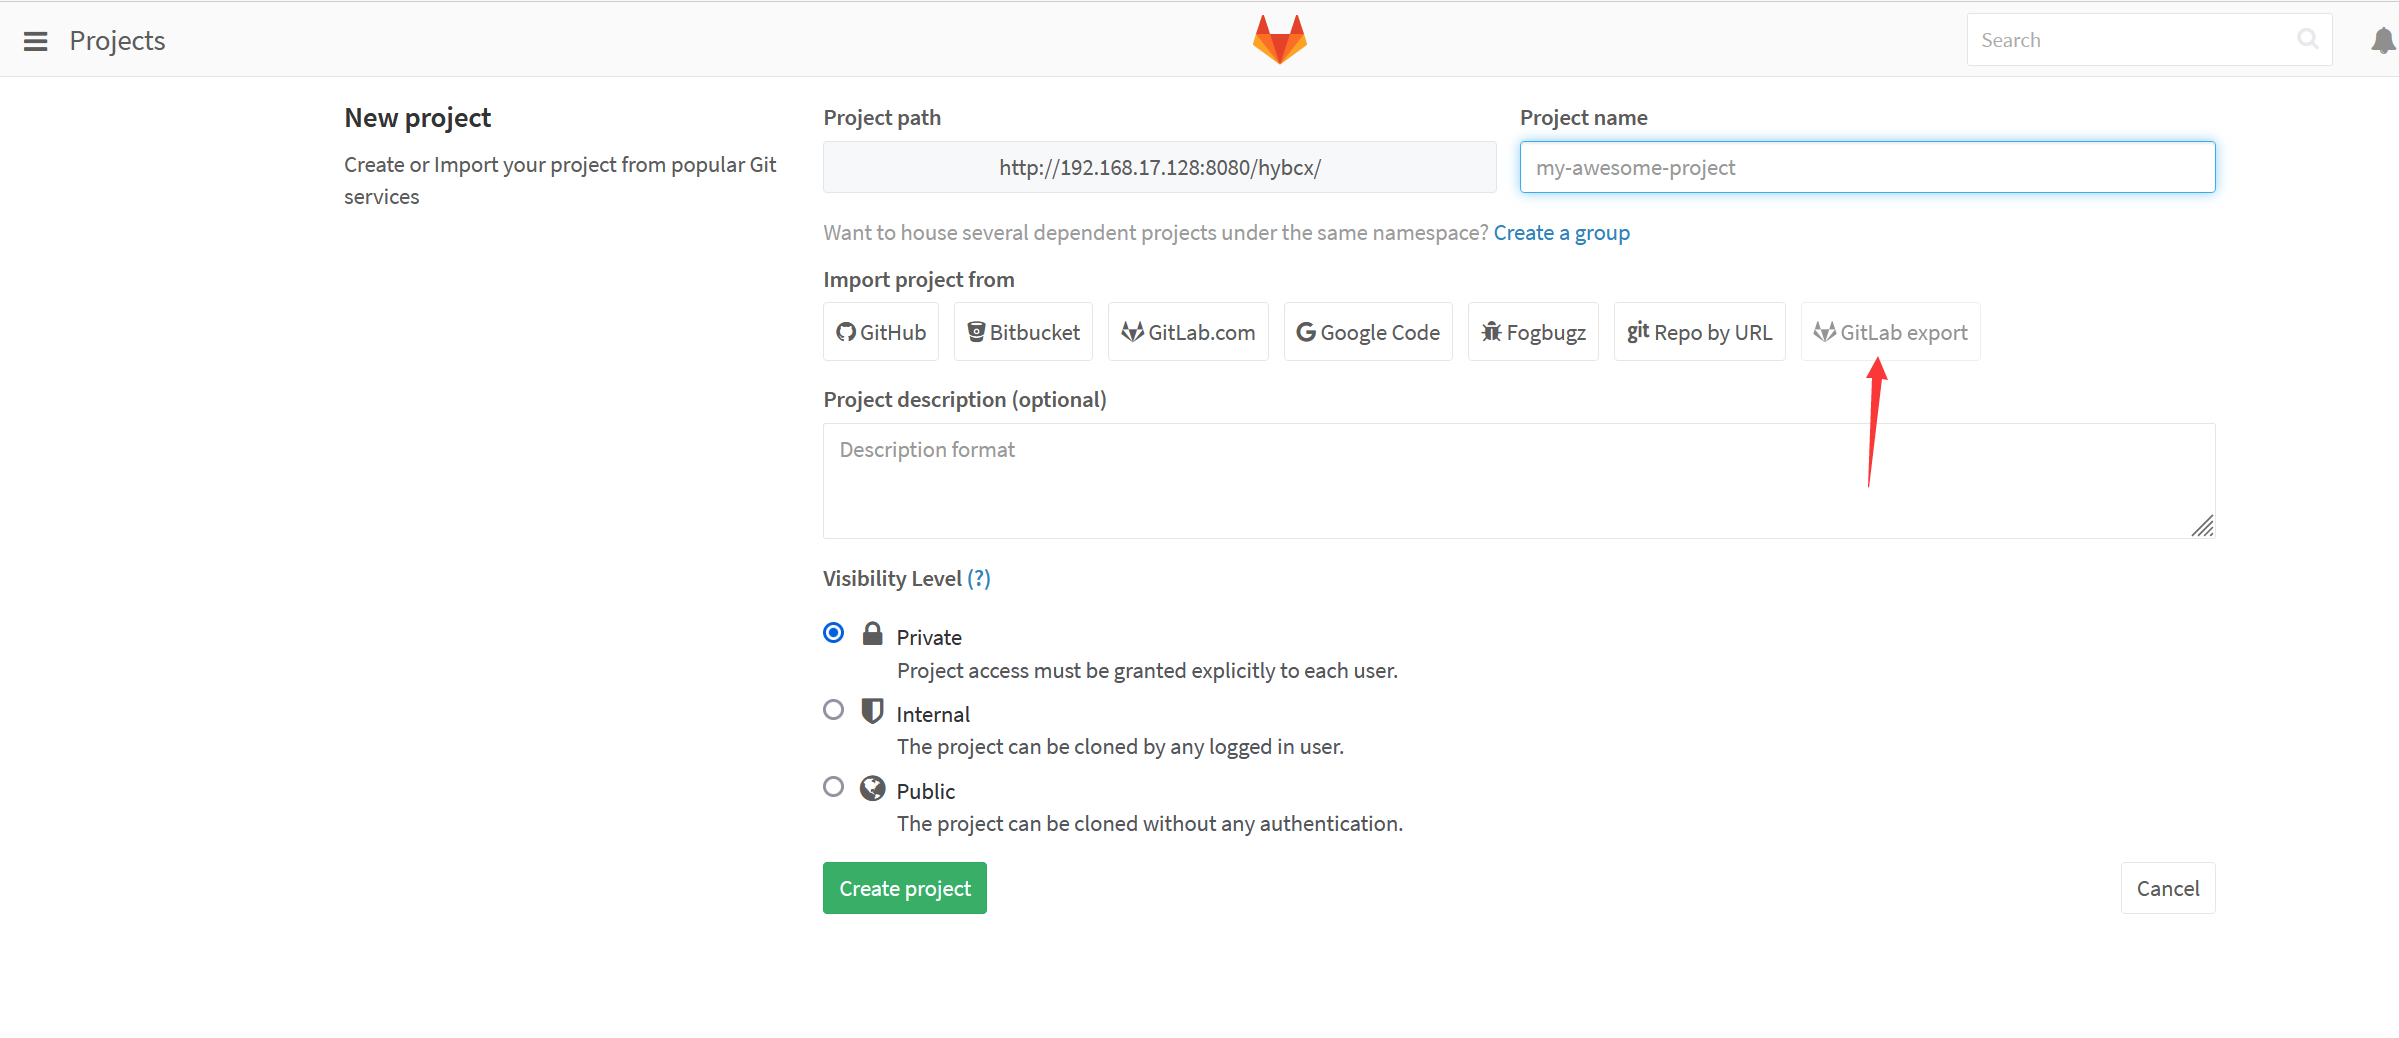 Projects
Search
New project
Create or Import your project from popular Git
services
Project path
Project name
http://192.168.17.128:8080/hybcx/
my-awesome-project
Want to house several dependent projects under the same namespace? Create a group
Import project from
GitHub
Bitbucket
GitLab.com
Google Code
Fogbugz
git Repo by URL
GitLab export
Project description (optional)
Description format
Visibility Level (?)
Private
Project access must be granted explicitly to each user.
Internal
The project can be cloned by any logged in user.
Public
The project can be cloned without any authentication.
Create project
Cancel